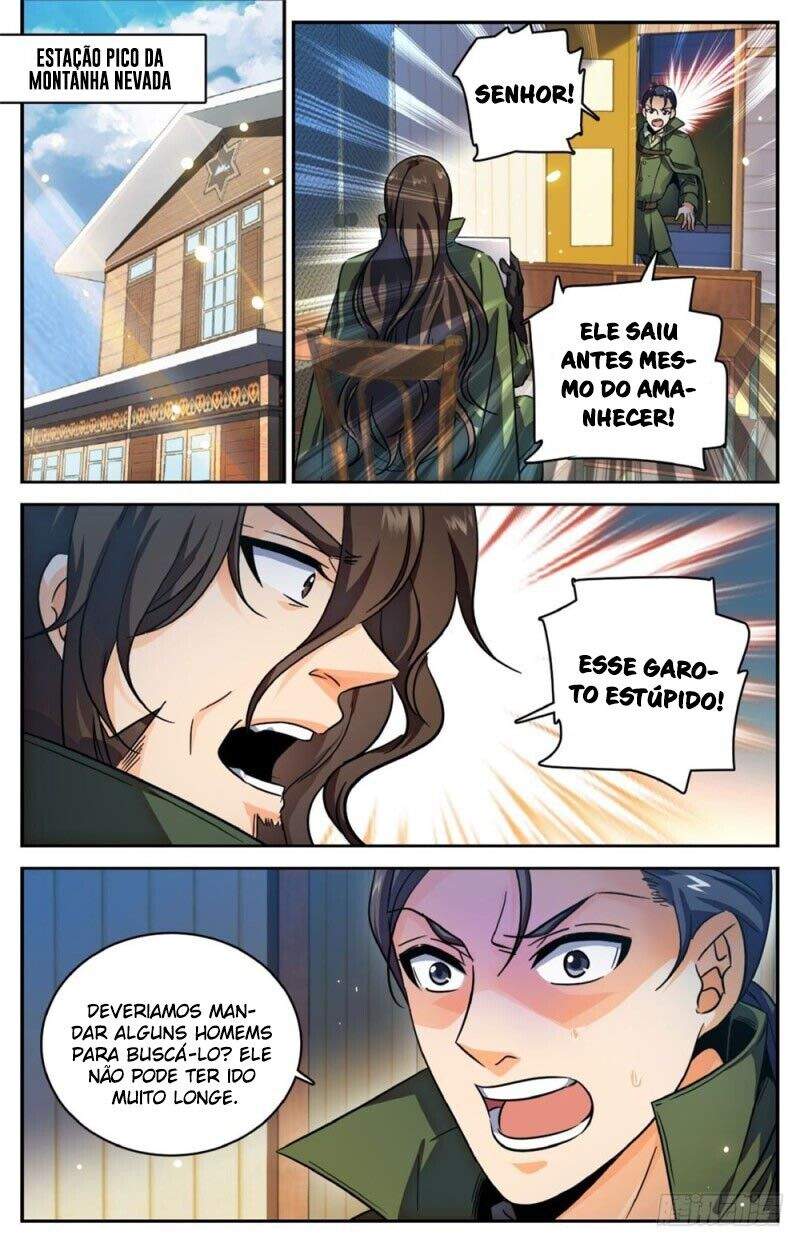 ESTAÇÃO PICO DA
MONTANHA NEVADA
SENHOR!
ELE SAIU
ANTES MES-
MO DO AMA-
NHECER!
ESSE GARO-
TO ESTÚPIDO!
DEVERIAMOS MAN-
DAR ALGUNS HOMEMS
PARA BUSCÁ-LO? ELE
NÃO PODE TER IDO
MUITO LONGE.